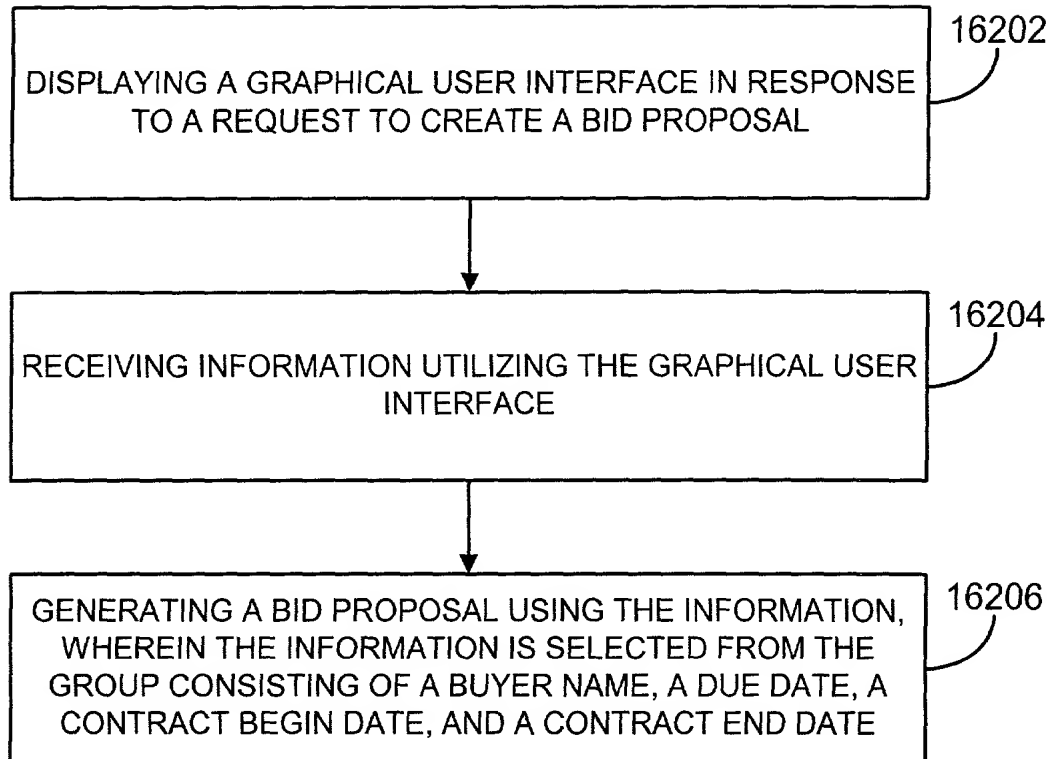 16202
DISPLAYING A GRAPHICAL USER INTERFACE IN RESPONSE
TO A REQUEST TO CREATE A BID PROPOSAL
16204
RECEIVING INFORMATION UTILIZING THE GRAPHICAL USER
INTERFACE
16206
GENERATING A BID PROPOSAL USING THE INFORMATION,
WHEREIN THE INFORMATION IS SELECTED FROM THE
GROUP CONSISTING OF A BUYER NAME, A DUE DATE, A
CONTRACT BEGIN DATE, AND A CONTRACT END DATE